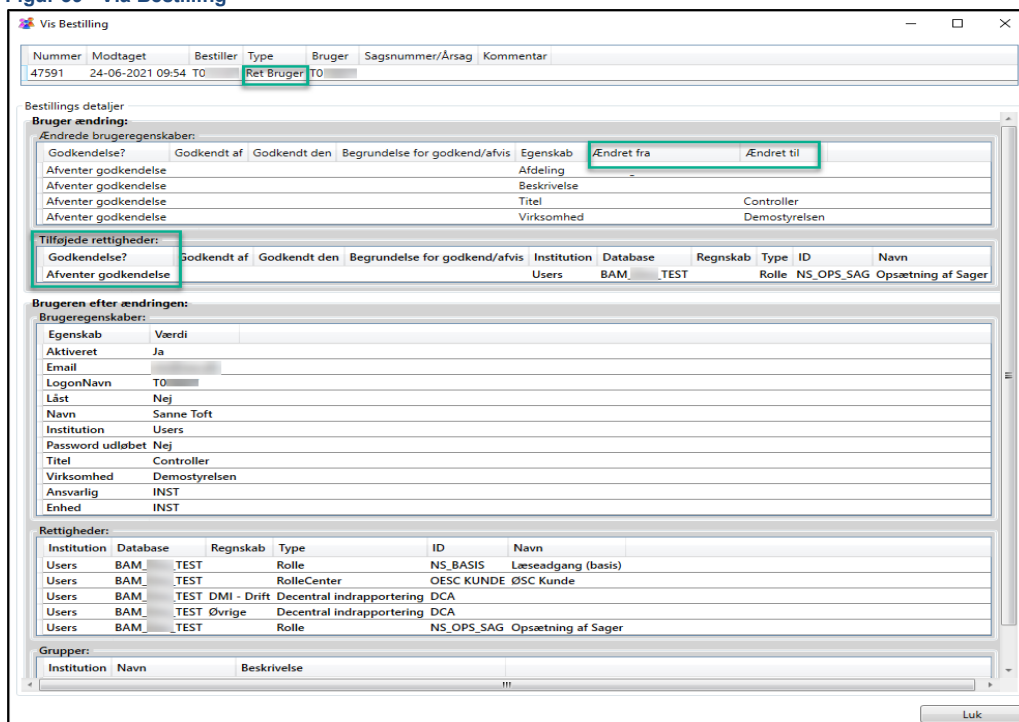 Vis Bestilling
Nummer Modtaget Bestiller Type Bruger Sagsnummer/Årsag Kommentar
47591 24-06-2021 09:54 T0 Ret Bruger T0
Bestillings detaljer
Bruger ændring:
Ændrede brugeregenskaber:
Godkendelse? Godkendt af Godkendt den Begrundelse for godkend/afvis Egenskab Ændret fra Ændret til
Afventer godkendelse Afdeling
Afventer godkendelse Beskrivelse
Afventer godkendelse Titel Controller
Afventer godkendelse Virksomhed Demostyrelsen
Tilføjede rettigheder:
Godkendelse? Godkendt af Godkendt den Begrundelse for godkend/afvis Institution Database Regnskab Type ID Navn
Afventer godkendelse Users BAM_ _TEST Rolle NS_OPS_SAG Opsætning af Sager
Brugeren efter ændringen:
Brugeregenskaber:
Egenskab Værdi
Aktiveret Ja
Email
LogonNavn T0
Låst Nej
Navn Sanne Toft
Institution Users
Password udløbet Nej
Titel Controller
Virksomhed Demostyrelsen
Ansvarlig INST
Enhed INST
Rettigheder:
Institution Database Regnskab Type ID Navn
Users BAM_ _TEST Rolle NS_BASIS Læseadgang (basis)
Users BAM_ _TEST RolleCenter OESC KUNDE ØSC Kunde
Users BAM_ _TEST DMI - Drift Decentral indrapportering DCA
Users BAM_ _TEST Øvrige Decentral indrapportering DCA
Users BAM_ _TEST Rolle NS_OPS_SAG Opsætning af Sager
Grupper:
Institution Navn Beskrivelse
Luk